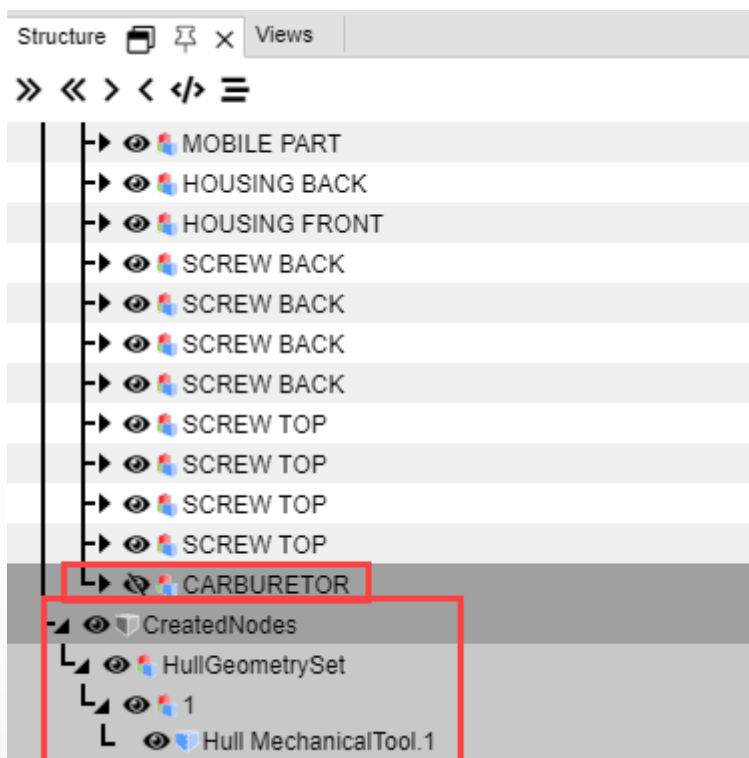 Structure Views
MOBILE PART
HOUSING BACK
HOUSING FRONT
SCREW BACK
SCREW BACK
SCREW BACK
SCREW BACK
SCREW TOP
SCREW TOP
SCREW TOP
SCREW TOP
CARBURETOR
CreatedNodes
HullGeometrySet
1
Hull MechanicalTool.1